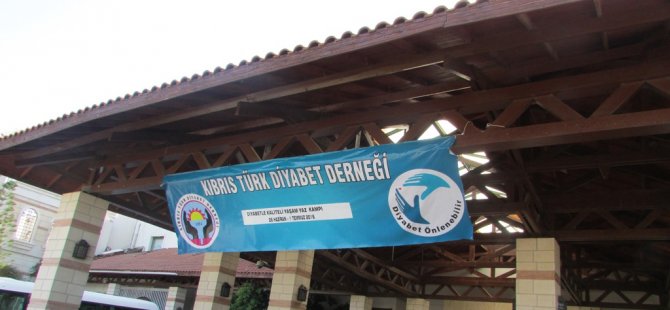 KIBRIS TÜRK DİYABET DERNEĞİ
DİYABETLE KALİTELİ YAŞAM YAZ KAMPI
Diyabet Önlenebilir